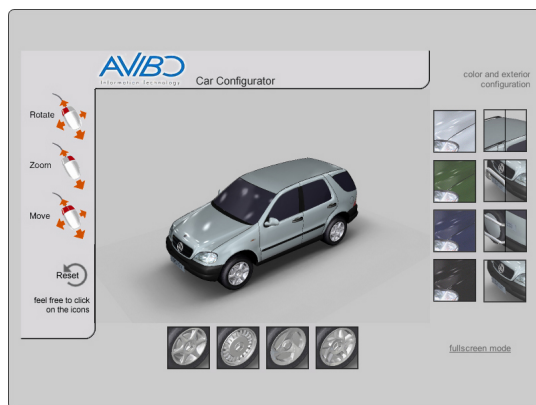 AVIBO
Information technology
Car Configurator
color and exterior
configuration
Rotate
Zoom
Move
Reset
feel free to click
on the icons
fullscreen mode